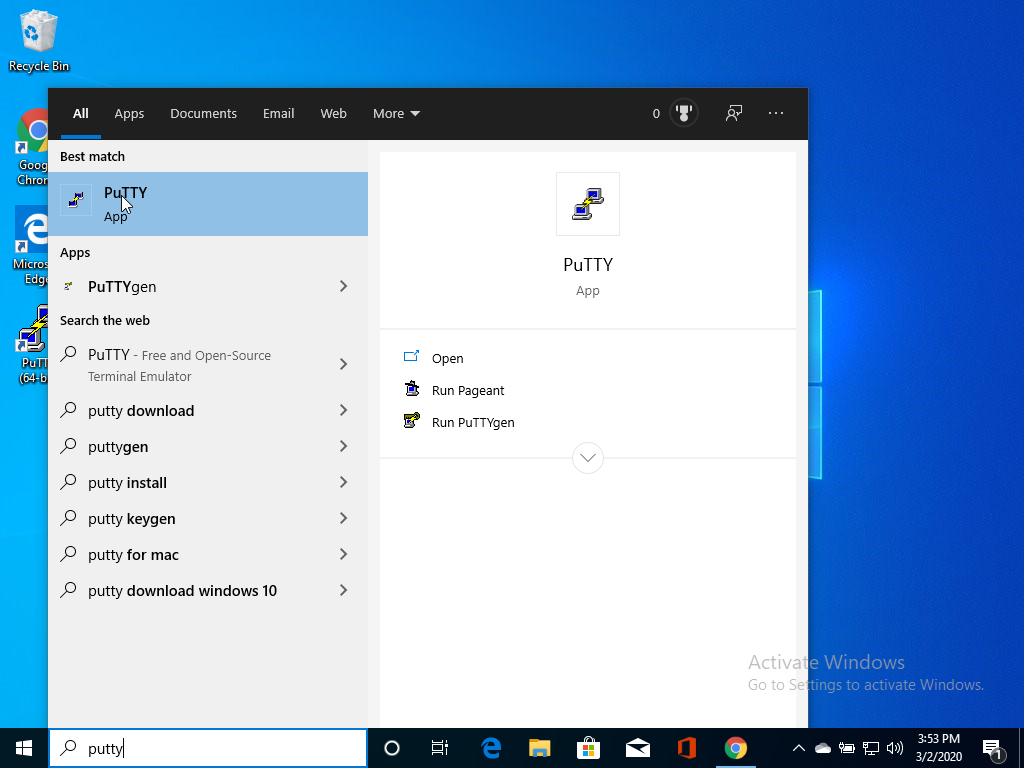 Recycle Bin
Goog
Chron
Micros
Edge
PuTT
(64-b
All
Apps
Documents
Email
Web
More
0
Best match
PuTTY
App
Apps
PuTTYgen
Search the web
PuTTY - Free and Open-Source
Terminal Emulator
putty download
puttygen
putty install
putty keygen
putty for mac
putty download windows 10
PuTTY
App
Open
Run Pageant
Run PuTTYgen
Activate Windows
Go to Settings to activate Windows.
putty
3:53 PM
3/2/2020
1